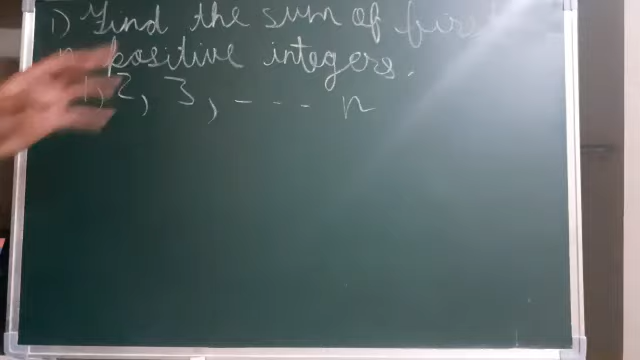 1) Find the sum of first
n positive integers.
1, 2, 3, ---- n